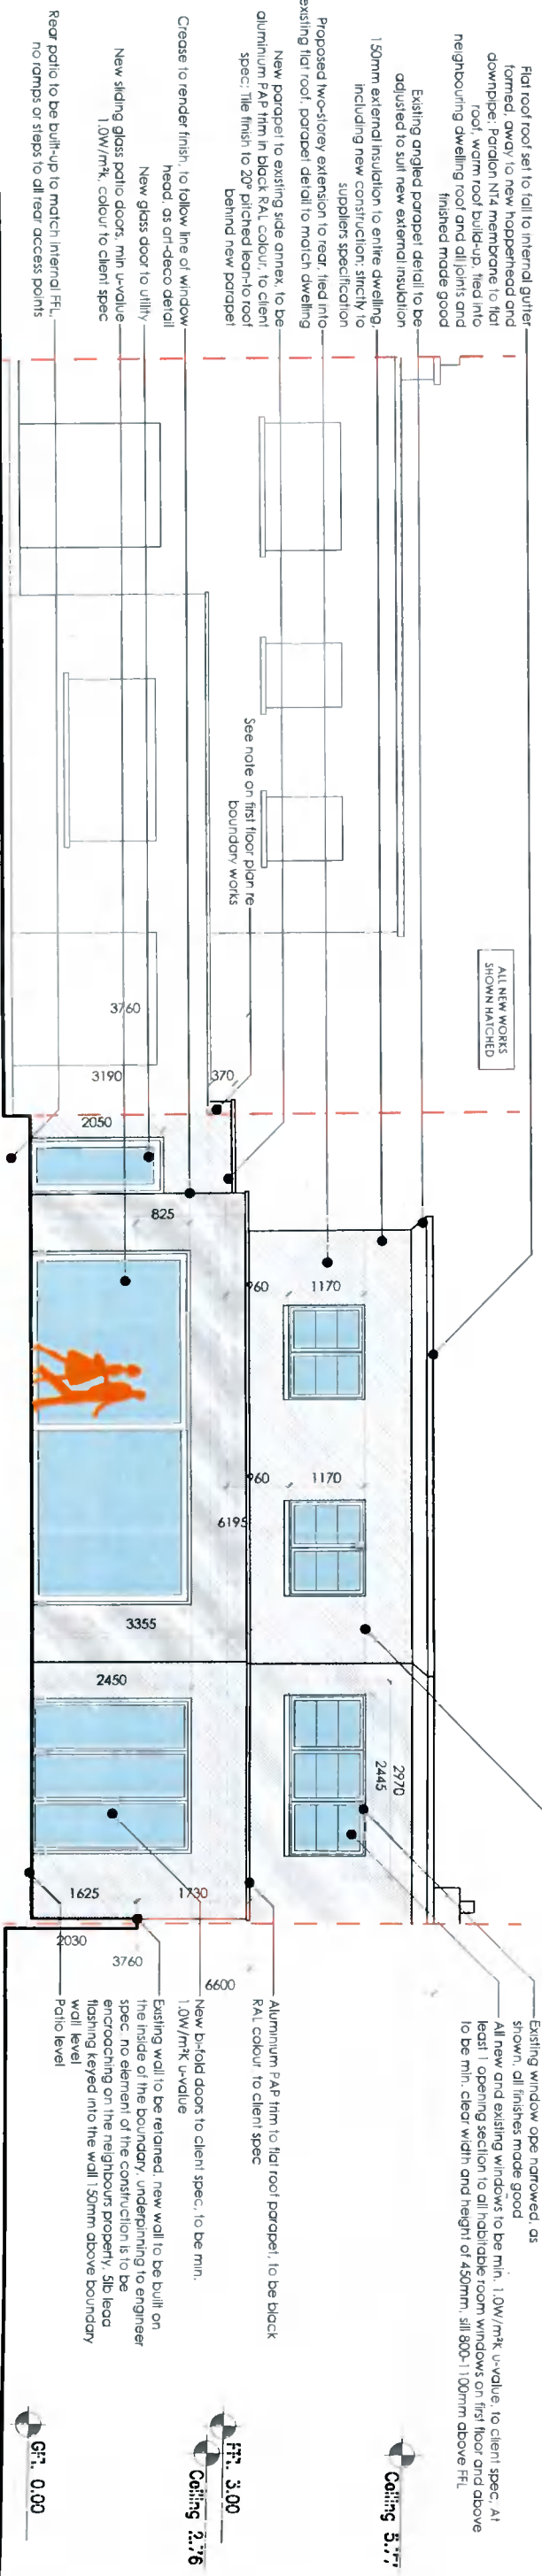 Flat roof roof set to fall to internal gutter
formed, away to new hopperhead and
downpipe; Paralon NT4 membrane to flat
roof, warm roof build-up, tied into
neighbouring dwelling roof and all joints and
finished made good
Existing angled parapet detail to be
adjusted to suit new external insulation
150mm external insulation to entire dwelling,
including new construction; strictly to
suppliers specification
Proposed two-storey extension to rear, tied into
existing flat roof, parapet detail to match dwelling
New parapet to existing side annex, to be
aluminium PAP trim in black RAL colour, to client
spec; Tile finish to 20° pitched lean-to roof
behind new parapet
Crease to render finish, to follow line of window
head, as art-deco detail
New glass door to utility
New sliding glass patio doors, min u-value
1.0W/m²k, colour to client spec
Rear patio to be built-up to match internal FFL,
no ramps or steps to all rear access points
See note on first floor plan re
boundary works
ALL NEW WORKS
SHOWN HATCHED
3760
3190
370
2050
825
960
1170
960
1170
6195
3355
2450
2970
2445
1625
1730
2030
3760
6600
Existing window ope narrowed, as
shown, all finishes made good
All new and existing windows to be min. 1.0W/m²K u-value, to client spec, At
least 1 opening section to all habitable room windows on first floor and above
to be min. clear width and height of 450mm, sill 800-1100mm above FFL
Aluminium PAP trim to flat roof parapet, to be black
RAL colour, to client spec
New bi-fold doors to client spec, to be min.
1.0W/m²K u-value
Existing wall to be retained, new wall to be built on
the inside of the boundary, underpinning to engineer
spec, no element of the construction is to be
encroaching on the neighbours property, 5lb lead
flashing keyed into the wall 150mm above boundary
wall level
Patio level
Ceiling 5.77
FFL 3.00
Ceiling 2.76
GFL 0.00